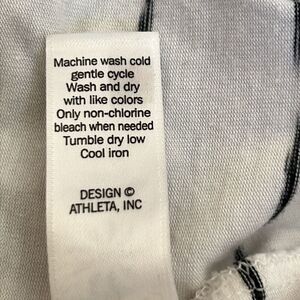 Machine wash cold
gentle cycle
Wash and dry
with like colors
Only non-chlorine
bleach when needed
Tumble dry low
Cool iron
DESIGN ©
ATHLETA, INC